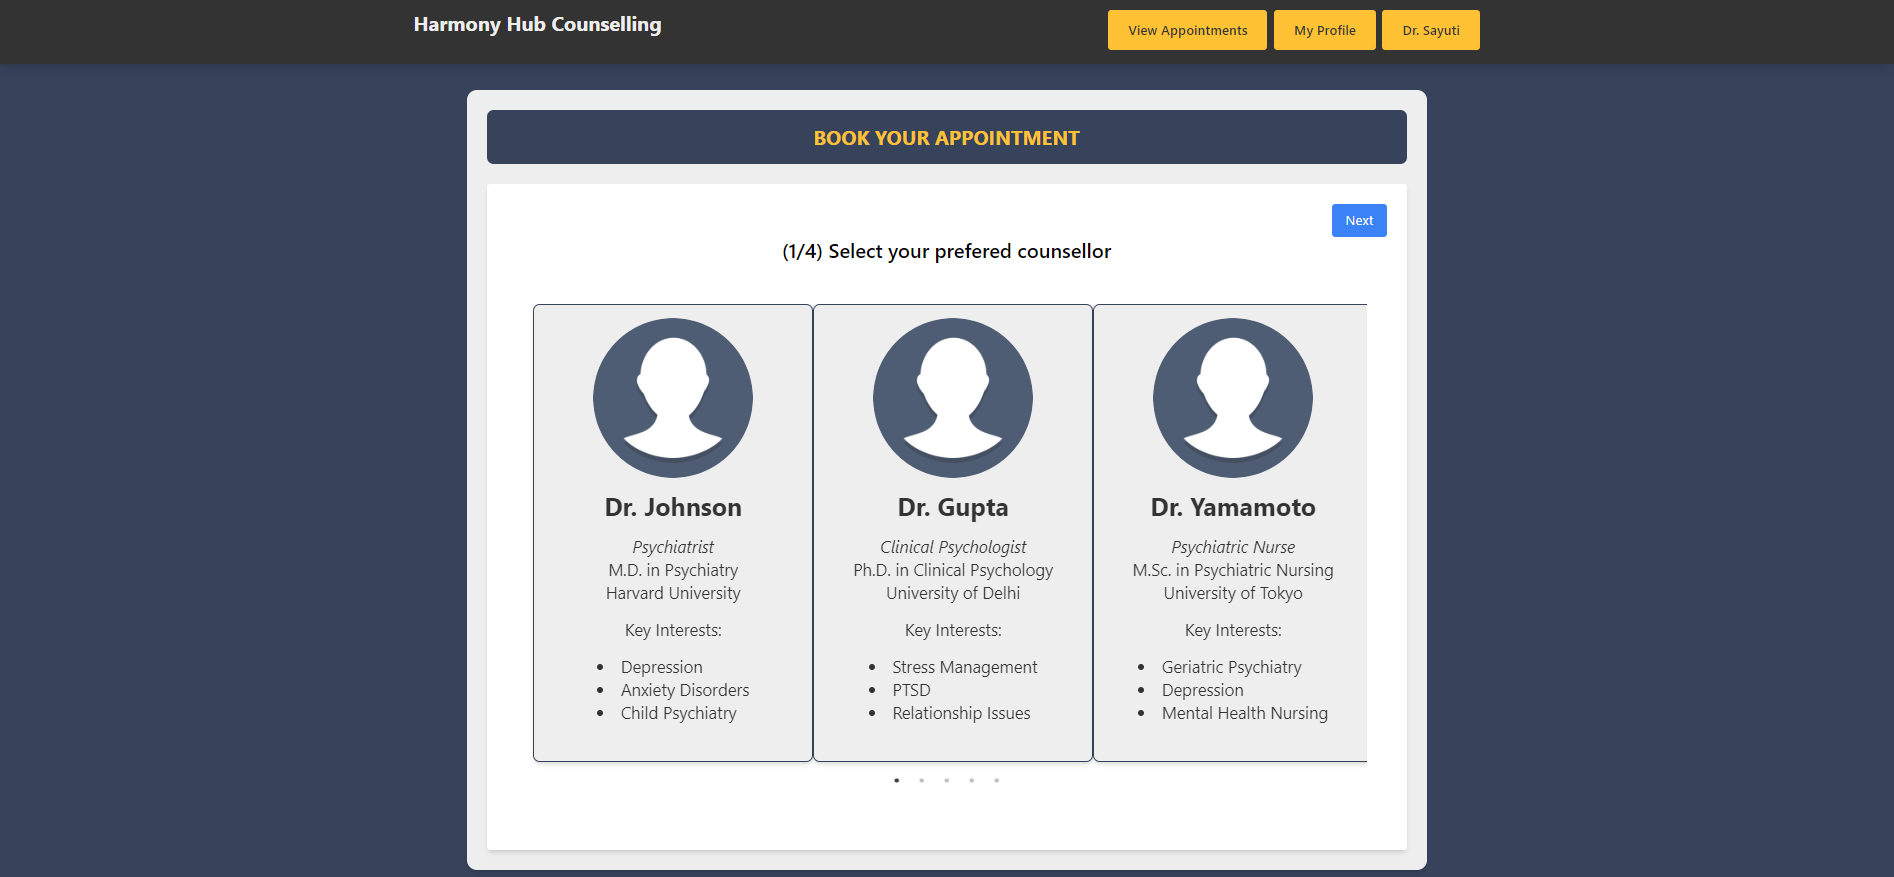 Harmony Hub Counselling
View Appointments
My Profile
Dr. Sayuti
BOOK YOUR APPOINTMENT
Next
(1/4) Select your prefered counsellor
Dr. Johnson
Psychiatrist
M.D. in Psychiatry
Harvard University
Key Interests:
Depression
Anxiety Disorders
Child Psychiatry
Dr. Gupta
Clinical Psychologist
Ph.D. in Clinical Psychology
University of Delhi
Key Interests:
Stress Management
PTSD
Relationship Issues
Dr. Yamamoto
Psychiatric Nurse
M.Sc. in Psychiatric Nursing
University of Tokyo
Key Interests:
Geriatric Psychiatry
Depression
Mental Health Nursing